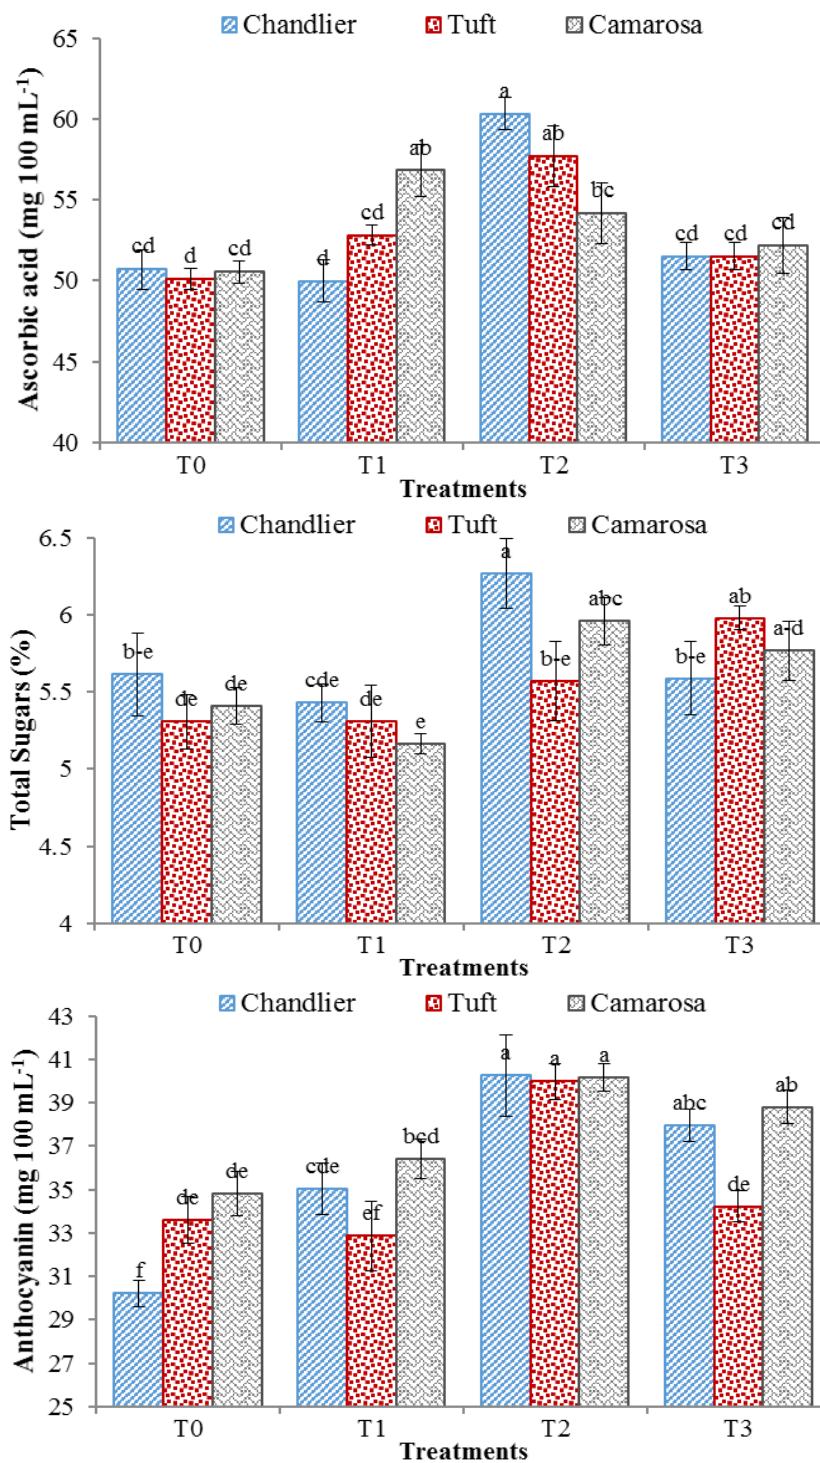 Chandlier Tuft Camarosa
Ascorbic acid (mg 100 mL-1)
65
60
55
50
45
40
cd d cd
d cd ab
a ab bc
cd cd cd
T0 T1 T2 T3
Treatments
Chandlier Tuft Camarosa
Total Sugars (%)
6.5
6
5.5
5
4.5
4
b-e de de
cde de e
a b-e abc
b-e ab a-d
T0 T1 T2 T3
Treatments
Chandlier Tuft Camarosa
Anthocyanin (mg 100 mL-1)
43
41
39
37
35
33
31
29
27
25
f de de
cde ef bcd
a a a
abc de ab
T0 T1 T2 T3
Treatments